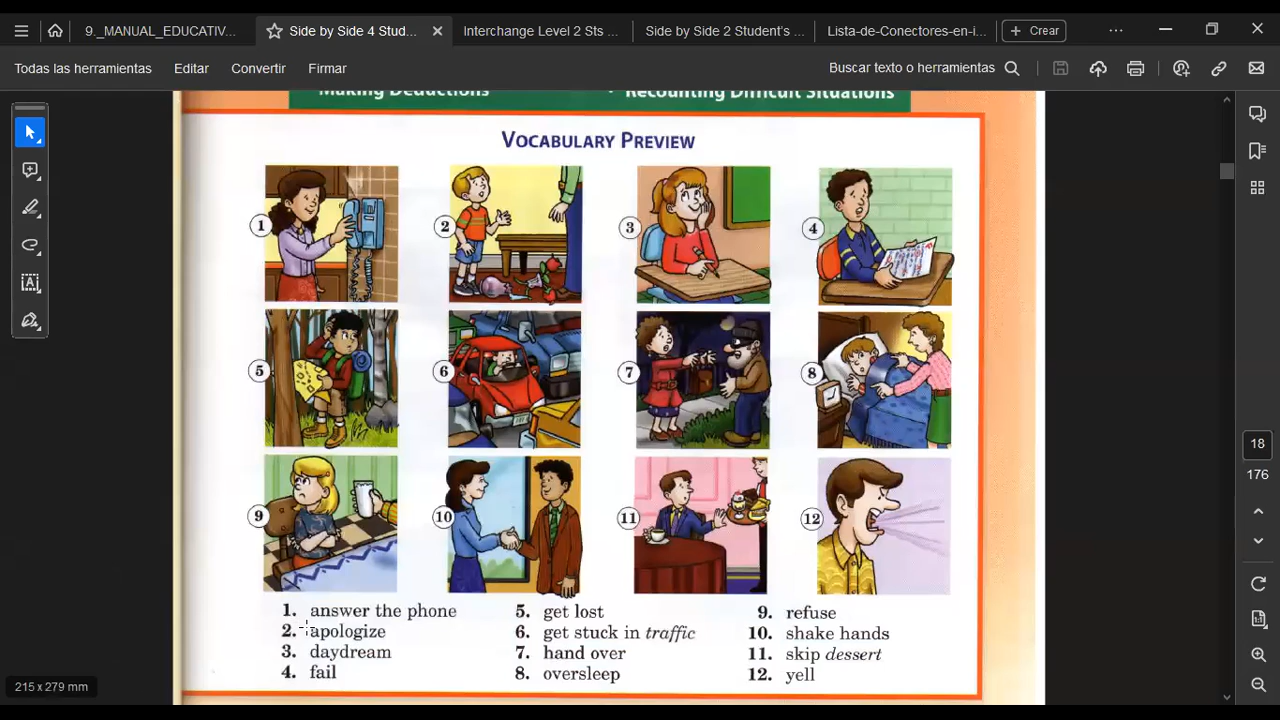 9._MANUAL_EDUCATIV...
Side by Side 4 Stud...
Interchange Level 2 Sts ...
Side by Side 2 Student's ...
Lista-de-Conectores-en-i...
+ Crear
Todas las herramientas
Editar
Convertir
Firmar
Buscar texto o herramientas
Making Deductions
• Recounting Difficult Situations
VOCABULARY PREVIEW
1
2
3
4
5
6
7
8
9
10
11
12
1. answer the phone
2. apologize
3. daydream
4. fail
5. get lost
6. get stuck in traffic
7. hand over
8. oversleep
9. refuse
10. shake hands
11. skip dessert
12. yell
18
176
215 x 279 mm